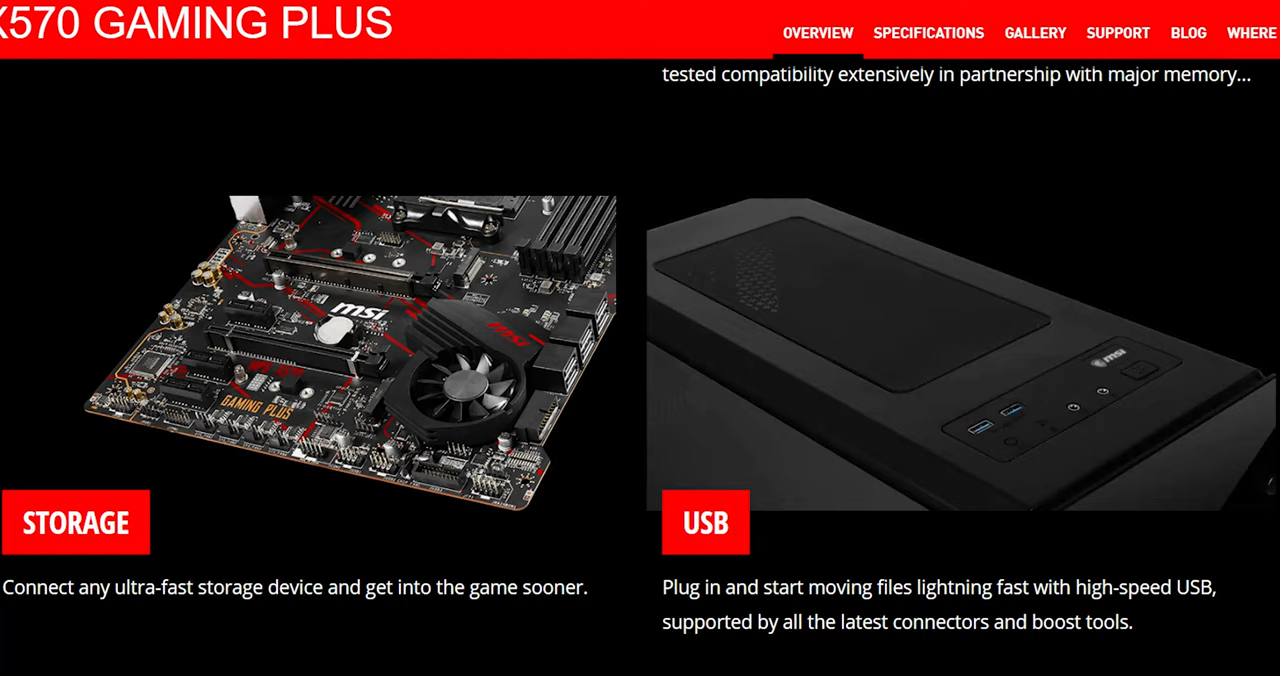 X570 GAMING PLUS
OVERVIEW SPECIFICATIONS GALLERY SUPPORT BLOG WHERE
tested compatibility extensively in partnership with major memory...
msi
msi
GAMING PLUS
msi
STORAGE
USB
Connect any ultra-fast storage device and get into the game sooner.
Plug in and start moving files lightning fast with high-speed USB,
supported by all the latest connectors and boost tools.